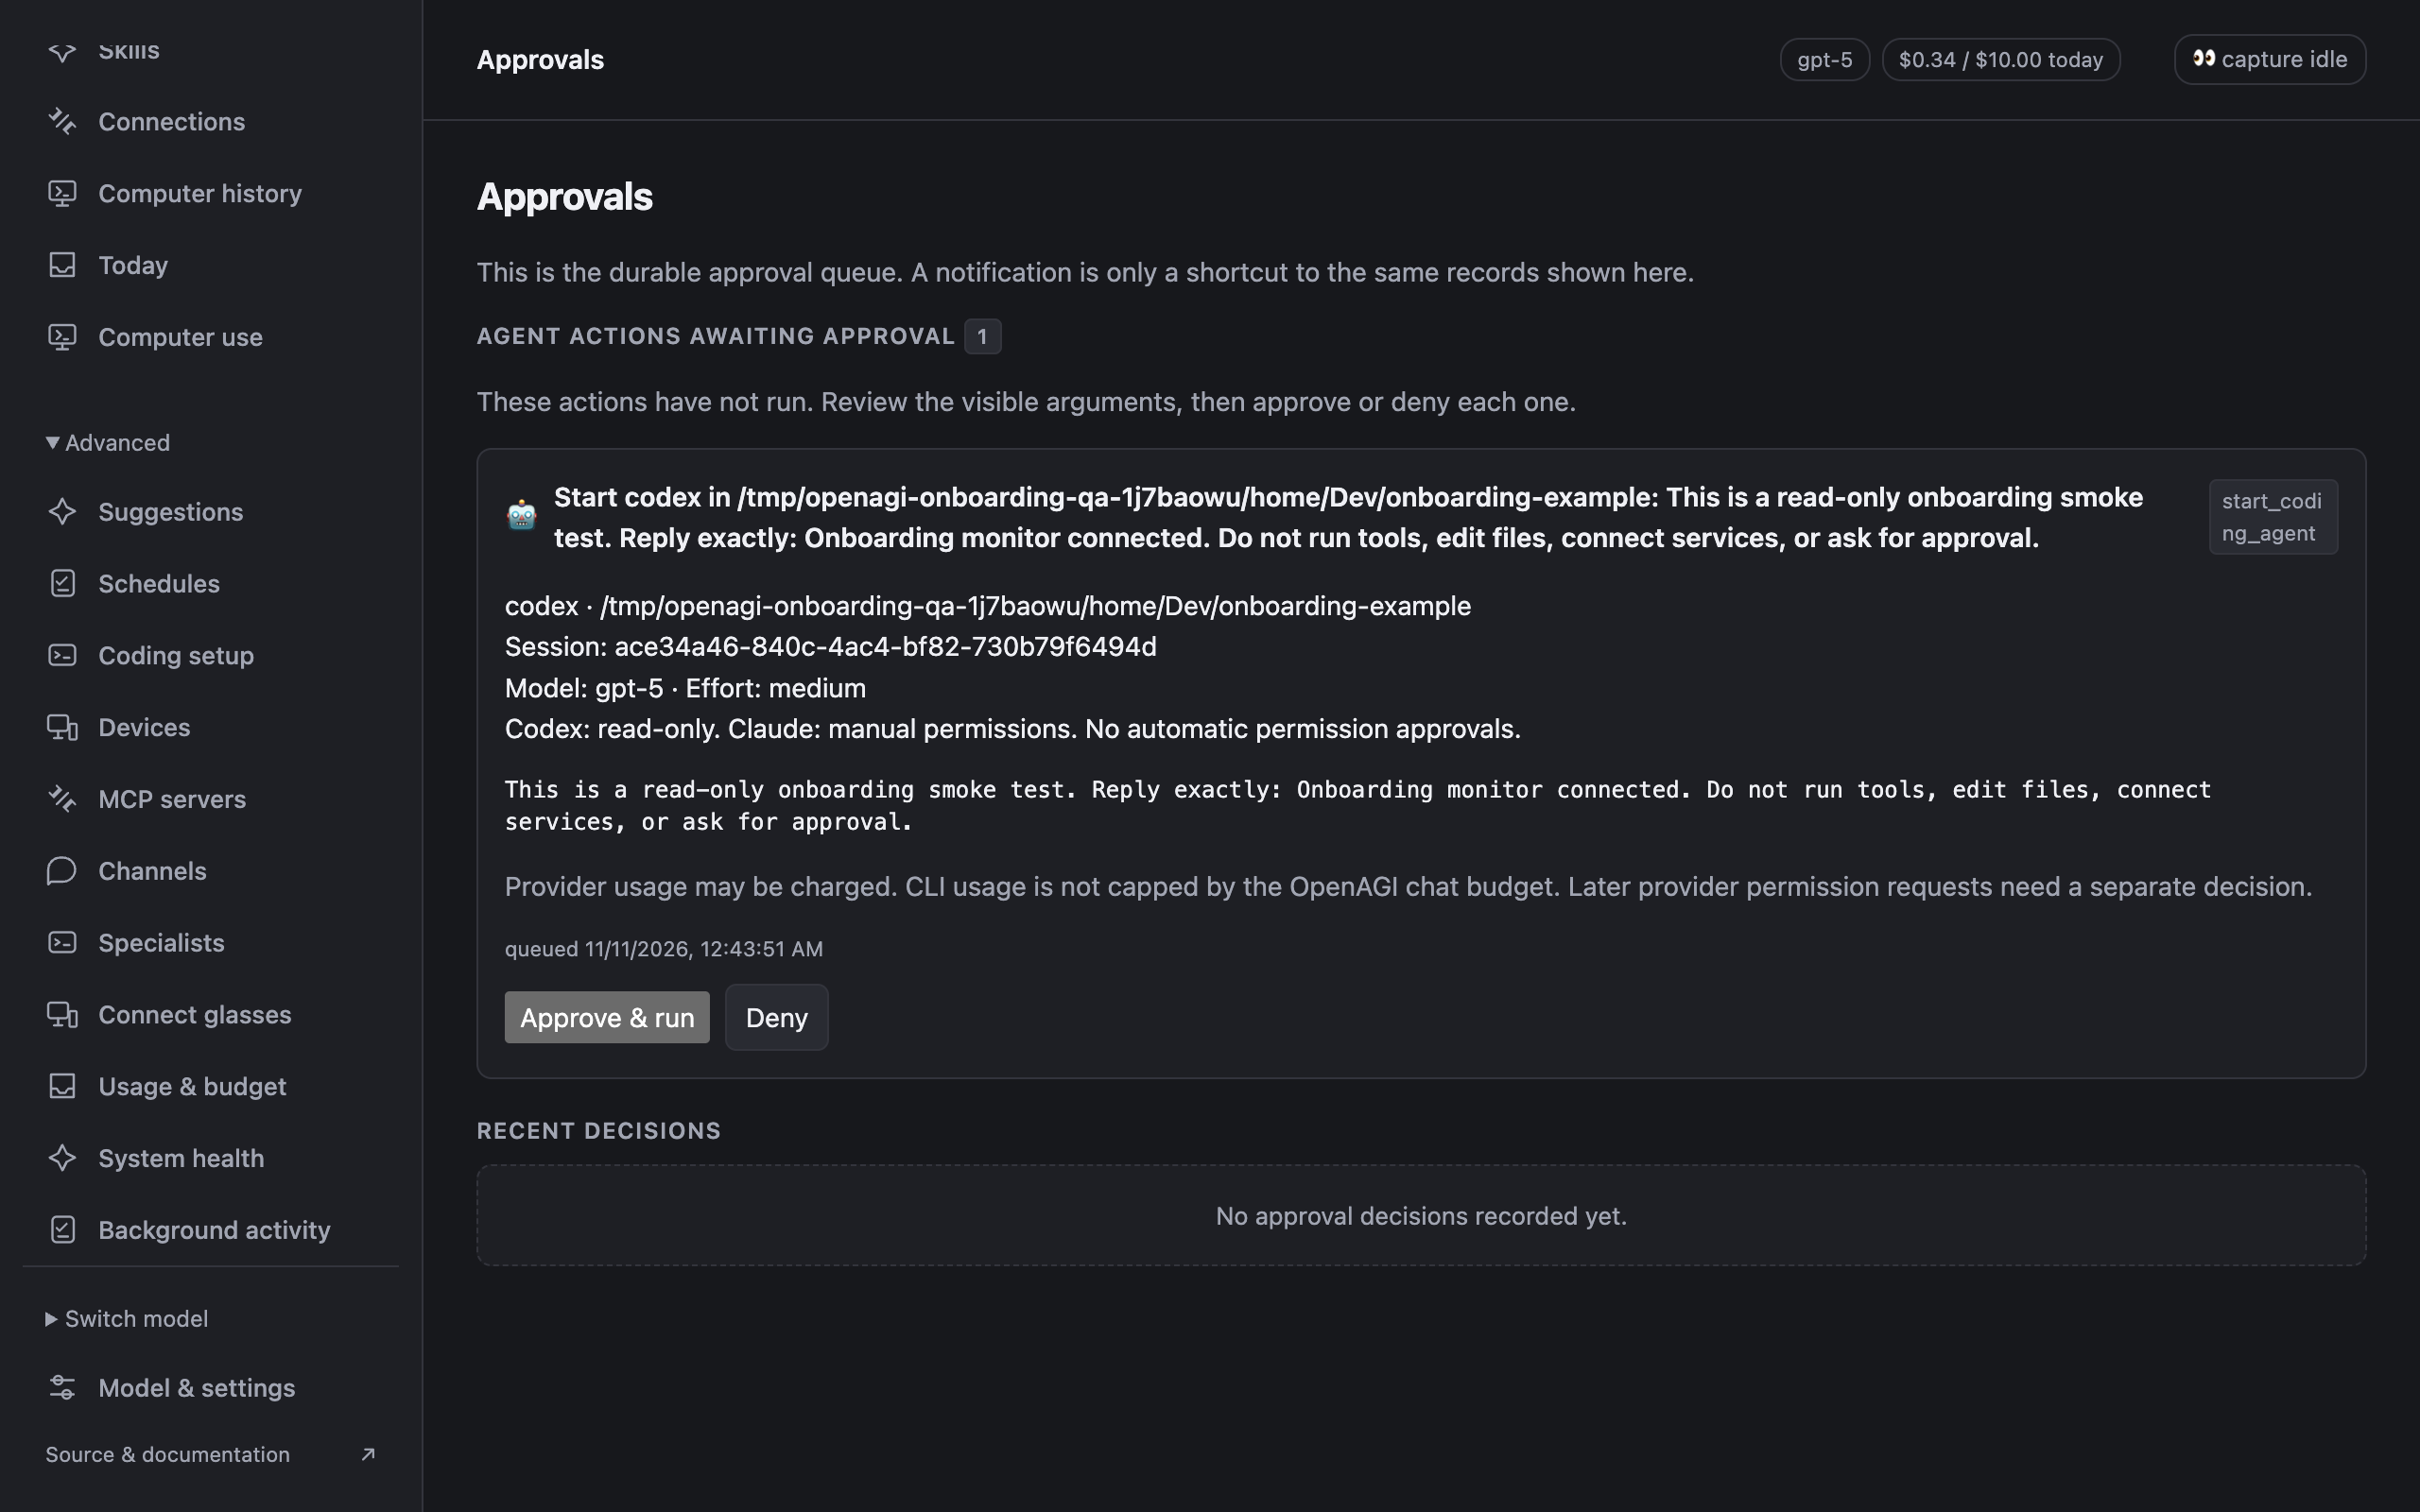 Skills
Connections
Computer history
Today
Computer use
Advanced
Suggestions
Schedules
Coding setup
Devices
MCP servers
Channels
Specialists
Connect glasses
Usage & budget
System health
Background activity
Switch model
Model & settings
Source & documentation
Approvals
gpt-5
$0.34 / $10.00 today
capture idle
Approvals
This is the durable approval queue. A notification is only a shortcut to the same records shown here.
AGENT ACTIONS AWAITING APPROVAL 1
These actions have not run. Review the visible arguments, then approve or deny each one.
Start codex in /tmp/openagi-onboarding-qa-1j7baowu/home/Dev/onboarding-example: This is a read-only onboarding smoke
test. Reply exactly: Onboarding monitor connected. Do not run tools, edit files, connect services, or ask for approval.
start_codi
ng_agent
codex · /tmp/openagi-onboarding-qa-1j7baowu/home/Dev/onboarding-example
Session: ace34a46-840c-4ac4-bf82-730b79f6494d
Model: gpt-5 · Effort: medium
Codex: read-only. Claude: manual permissions. No automatic permission approvals.
This is a read-only onboarding smoke test. Reply exactly: Onboarding monitor connected. Do not run tools, edit files, connect
services, or ask for approval.
Provider usage may be charged. CLI usage is not capped by the OpenAGI chat budget. Later provider permission requests need a separate decision.
queued 11/11/2026, 12:43:51 AM
Approve & run
Deny
RECENT DECISIONS
No approval decisions recorded yet.